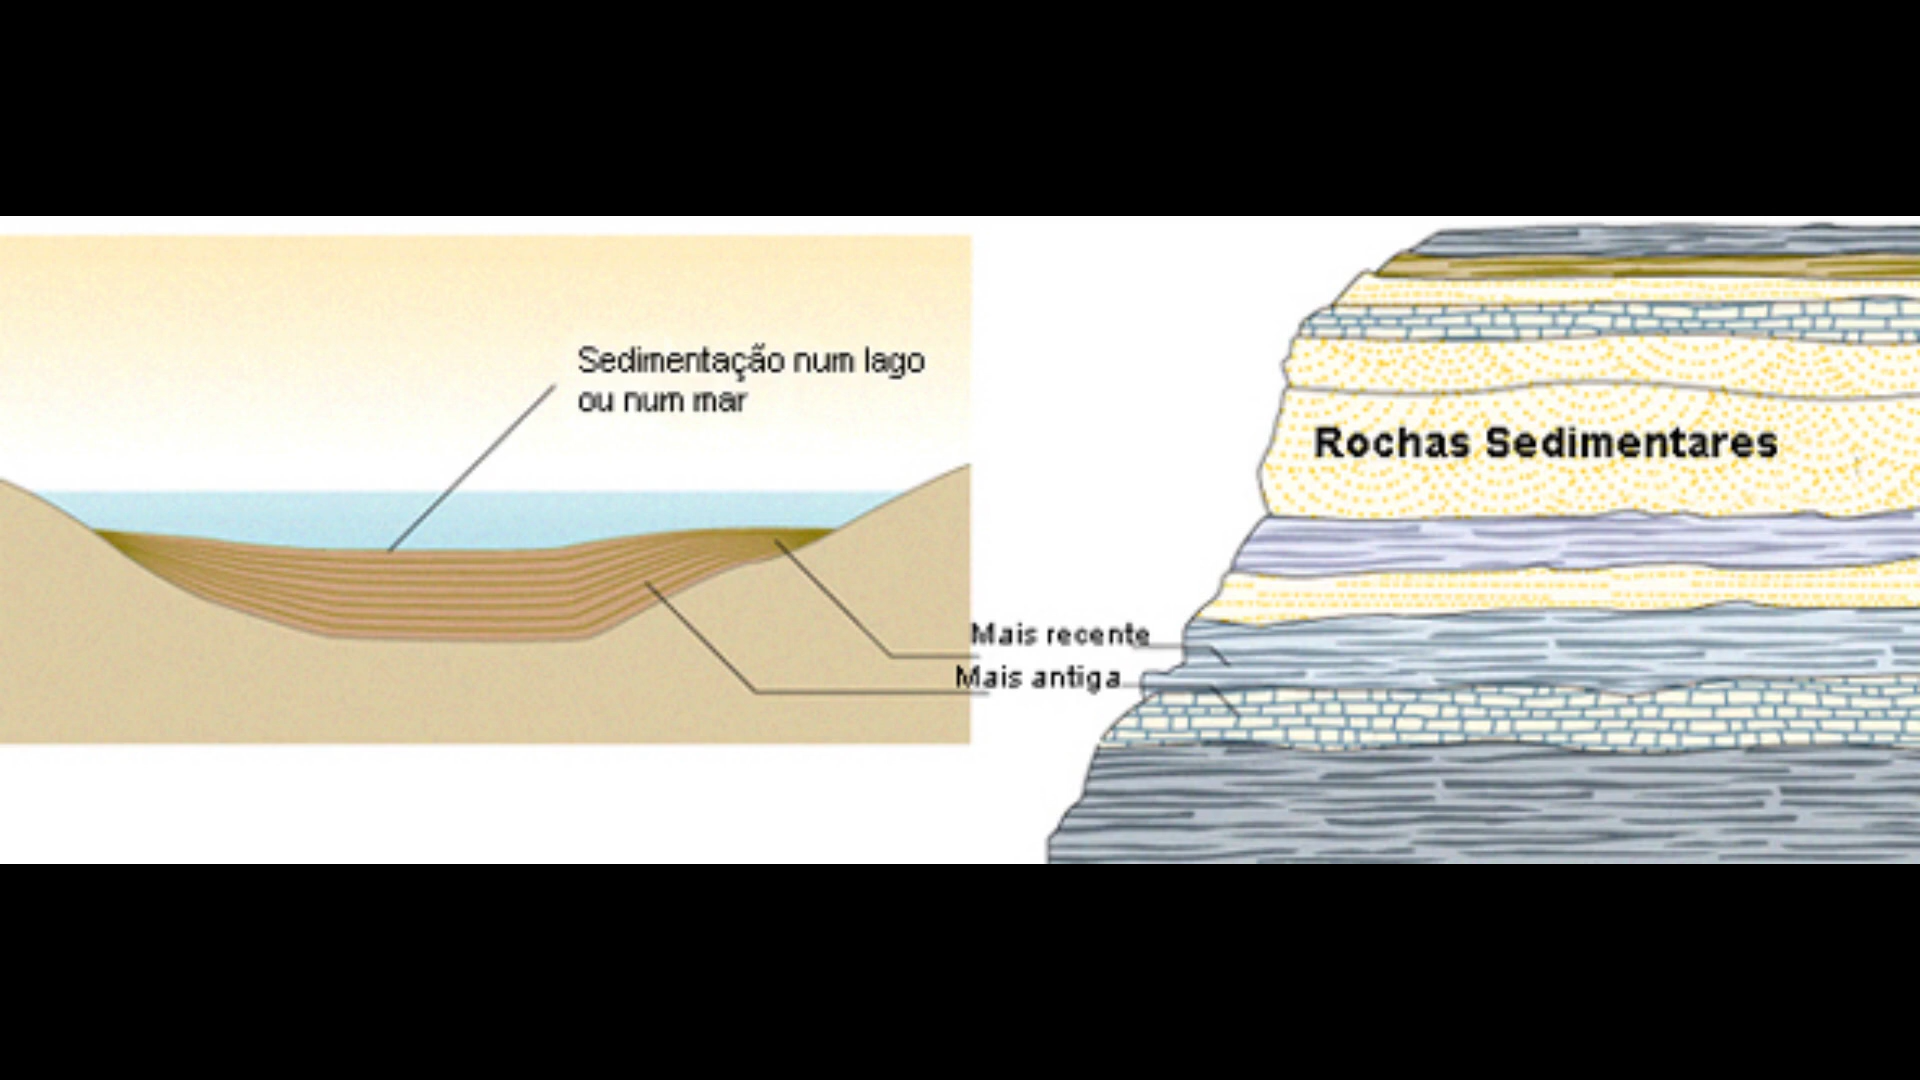 Sedimentação num lago
ou num mar
Rochas Sedimentares
Mais recente
Mais antiga